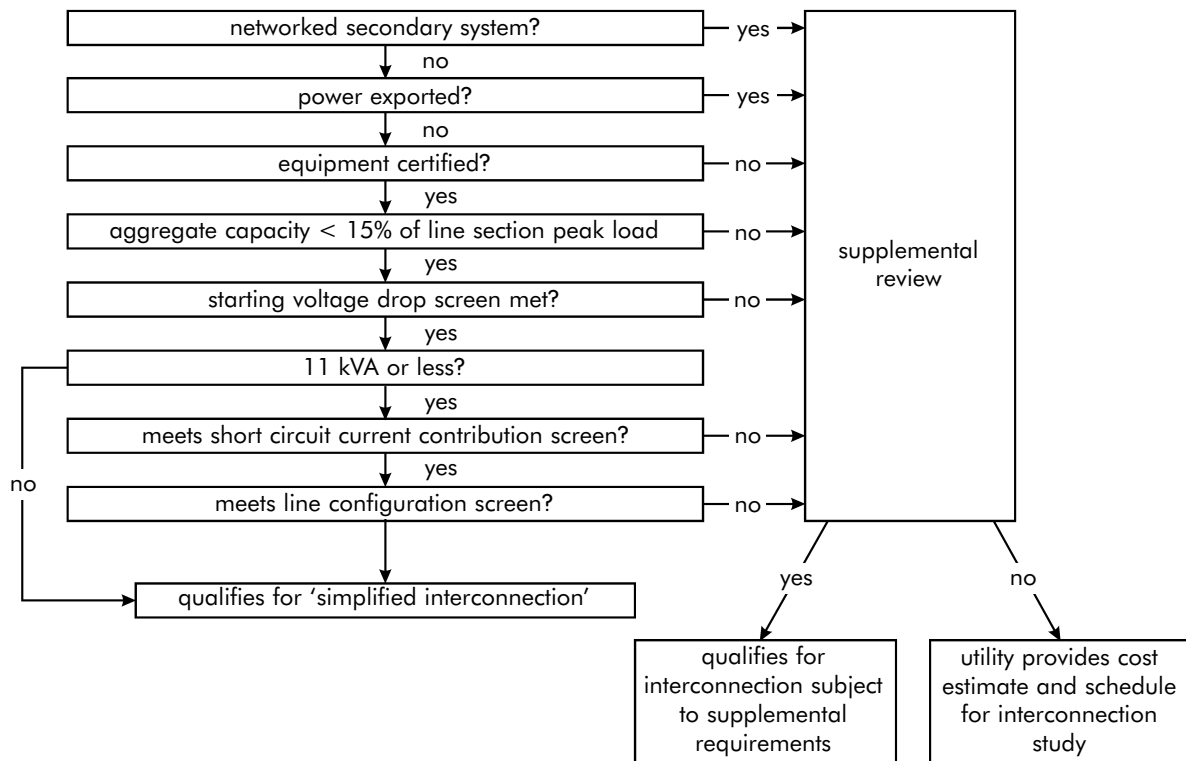 networked secondary system?
yes
no
power exported?
yes
no
equipment certified?
no
yes
aggregate capacity < 15% of line section peak load
no
yes
supplemental
review
starting voltage drop screen met?
no
yes
11 kVA or less?
yes
meets short circuit current contribution screen?
no
yes
no
meets line configuration screen?
no
qualifies for ‘simplified interconnection’
yes
no
qualifies for
interconnection subject
to supplemental
requirements
utility provides cost
estimate and schedule
for interconnection
study